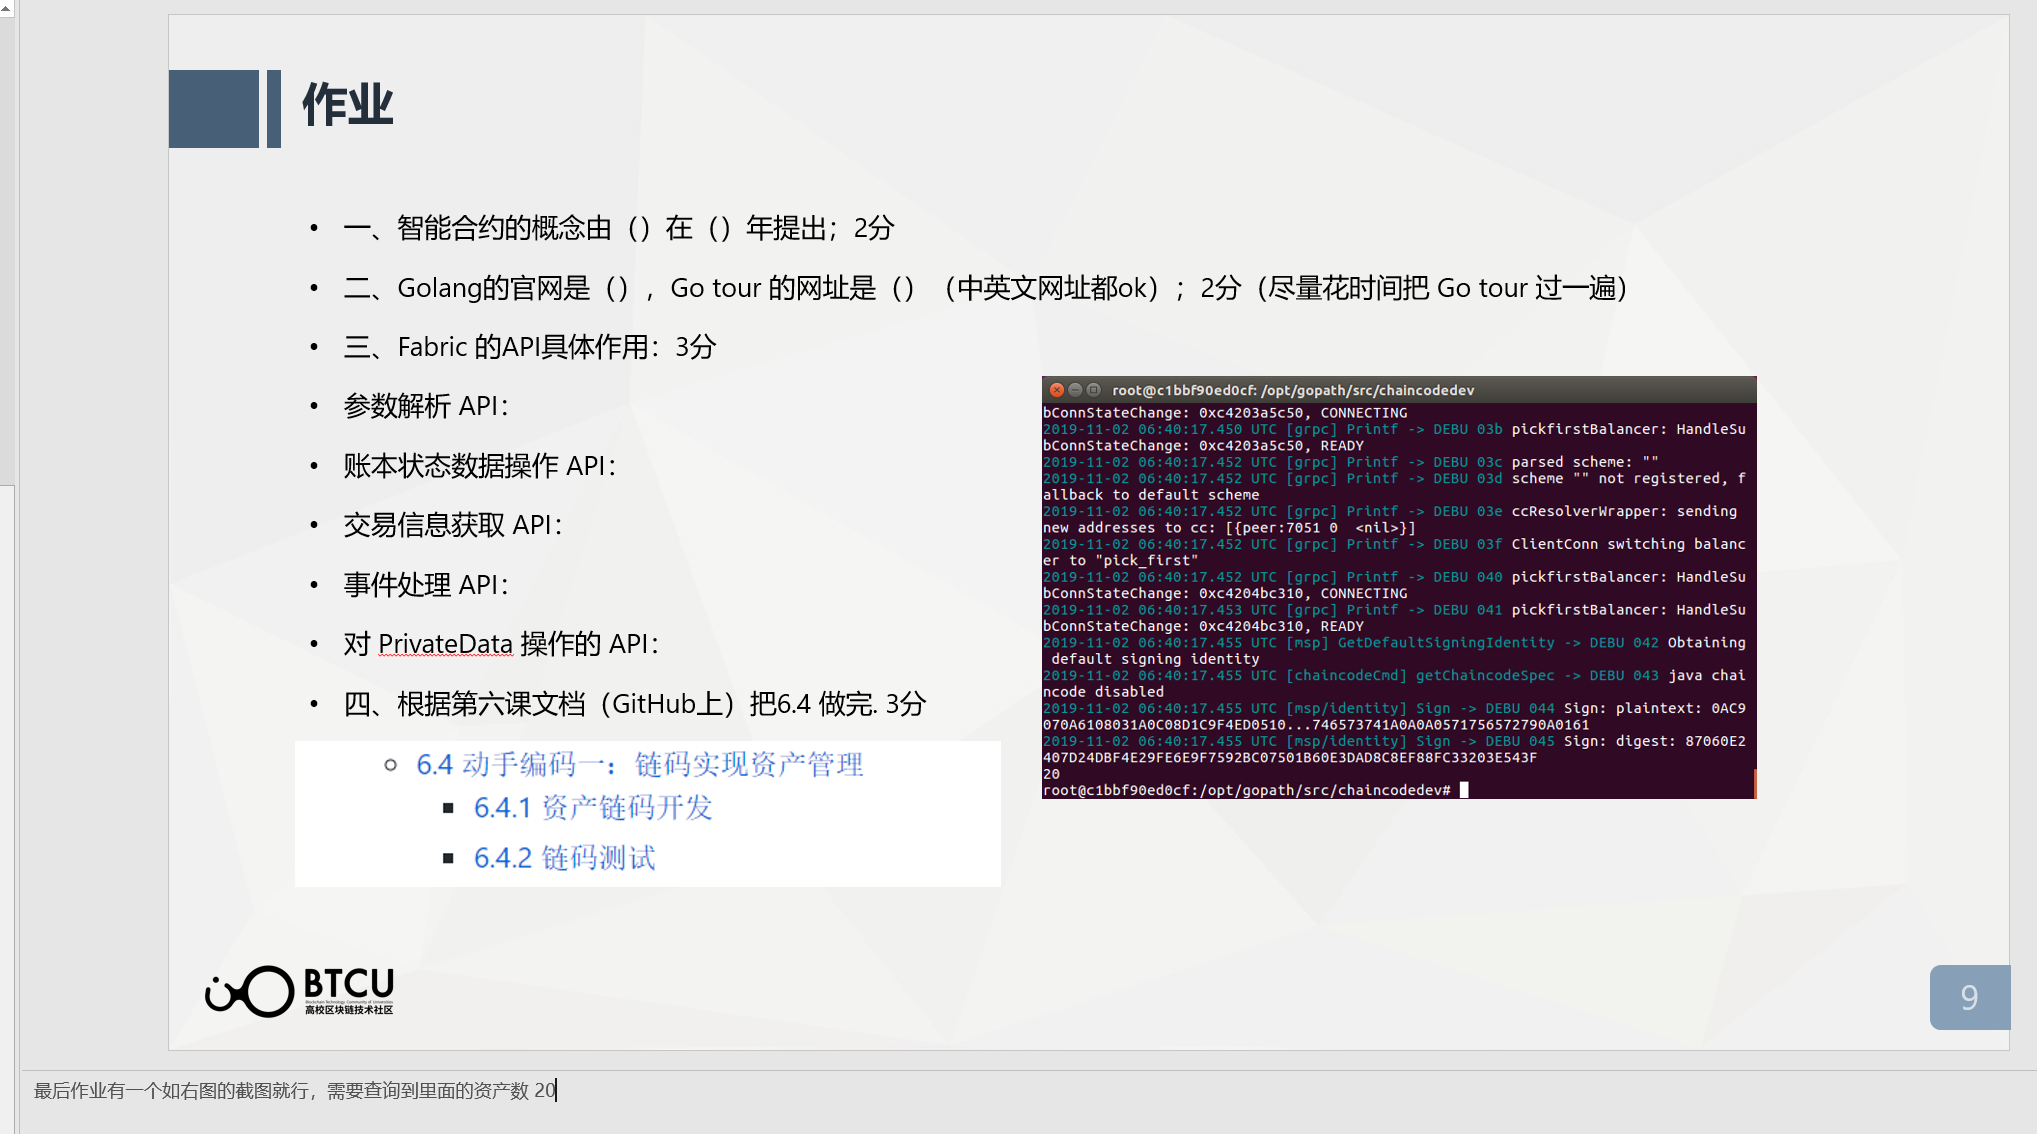 作业
• 一、智能合约的概念由（）在（）年提出；2分
• 二、Golang的官网是（），Go tour 的网址是（）（中英文网址都ok）；2分（尽量花时间把 Go tour 过一遍）
• 三、Fabric 的API具体作用：3分
• 参数解析 API：
• 账本状态数据操作 API：
• 交易信息获取 API：
• 事件处理 API：
• 对 PrivateData 操作的 API：
• 四、根据第六课文档（GitHub上）把6.4 做完. 3分
6.4 动手编码一：链码实现资产管理
6.4.1 资产链码开发
6.4.2 链码测试
root@c1bbf90ed0cf: /opt/gopath/src/chaincodedev
bConnStateChange: 0xc4203a5c50, CONNECTING
2019-11-02 06:40:17.450 UTC [grpc] Printf -> DEBU 03b pickfirstBalancer: HandleSu
bConnStateChange: 0xc4203a5c50, READY
2019-11-02 06:40:17.452 UTC [grpc] Printf -> DEBU 03c parsed scheme: ""
2019-11-02 06:40:17.452 UTC [grpc] Printf -> DEBU 03d scheme "" not registered, f
allback to default scheme
2019-11-02 06:40:17.452 UTC [grpc] Printf -> DEBU 03e ccResolverWrapper: sending
new addresses to cc: [{peer:7051 0  <nil>}]
2019-11-02 06:40:17.452 UTC [grpc] Printf -> DEBU 03f ClientConn switching balanc
er to "pick_first"
2019-11-02 06:40:17.452 UTC [grpc] Printf -> DEBU 040 pickfirstBalancer: HandleSu
bConnStateChange: 0xc4204bc310, CONNECTING
2019-11-02 06:40:17.453 UTC [grpc] Printf -> DEBU 041 pickfirstBalancer: HandleSu
bConnStateChange: 0xc4204bc310, READY
2019-11-02 06:40:17.455 UTC [msp] GetDefaultSigningIdentity -> DEBU 042 Obtaining
 default signing identity
2019-11-02 06:40:17.455 UTC [chaincodeCmd] getChaincodeSpec -> DEBU 043 java chai
ncode disabled
2019-11-02 06:40:17.455 UTC [msp/identity] Sign -> DEBU 044 Sign: plaintext: 0AC9
070A6108031A0C08D1C9F4ED0510...746573741A0A0A0571756572790A0161
2019-11-02 06:40:17.455 UTC [msp/identity] Sign -> DEBU 045 Sign: digest: 87060E2
407D24DBF4E29FE6E9F7592BC07501B60E3DAD8C8EF88FC33203E543F
20
root@c1bbf90ed0cf:/opt/gopath/src/chaincodedev#
BTCU
Blockchain Technology Community of Universities
高校区块链技术社区
9
最后作业有一个如右图的截图就行，需要查询到里面的资产数 20